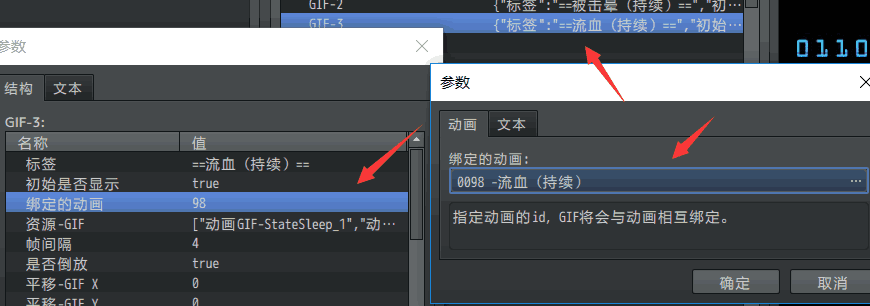 GIF-2 {"标签":"==被击晕（持续）==","初…
GIF-3 {"标签":"==流血（持续）==","初始…
0110
参数
结构 文本
GIF-3:
名称 值
标签 ==流血（持续）==
初始是否显示 true
绑定的动画 98
资源-GIF ["动画GIF-StateSleep_1","动…
帧间隔 4
是否倒放 true
平移-GIF X 0
平移-GIF Y 0
参数
动画 文本
绑定的动画:
0098 -流血（持续） …
指定动画的id, GIF将会与动画相互绑定。
确定 取消